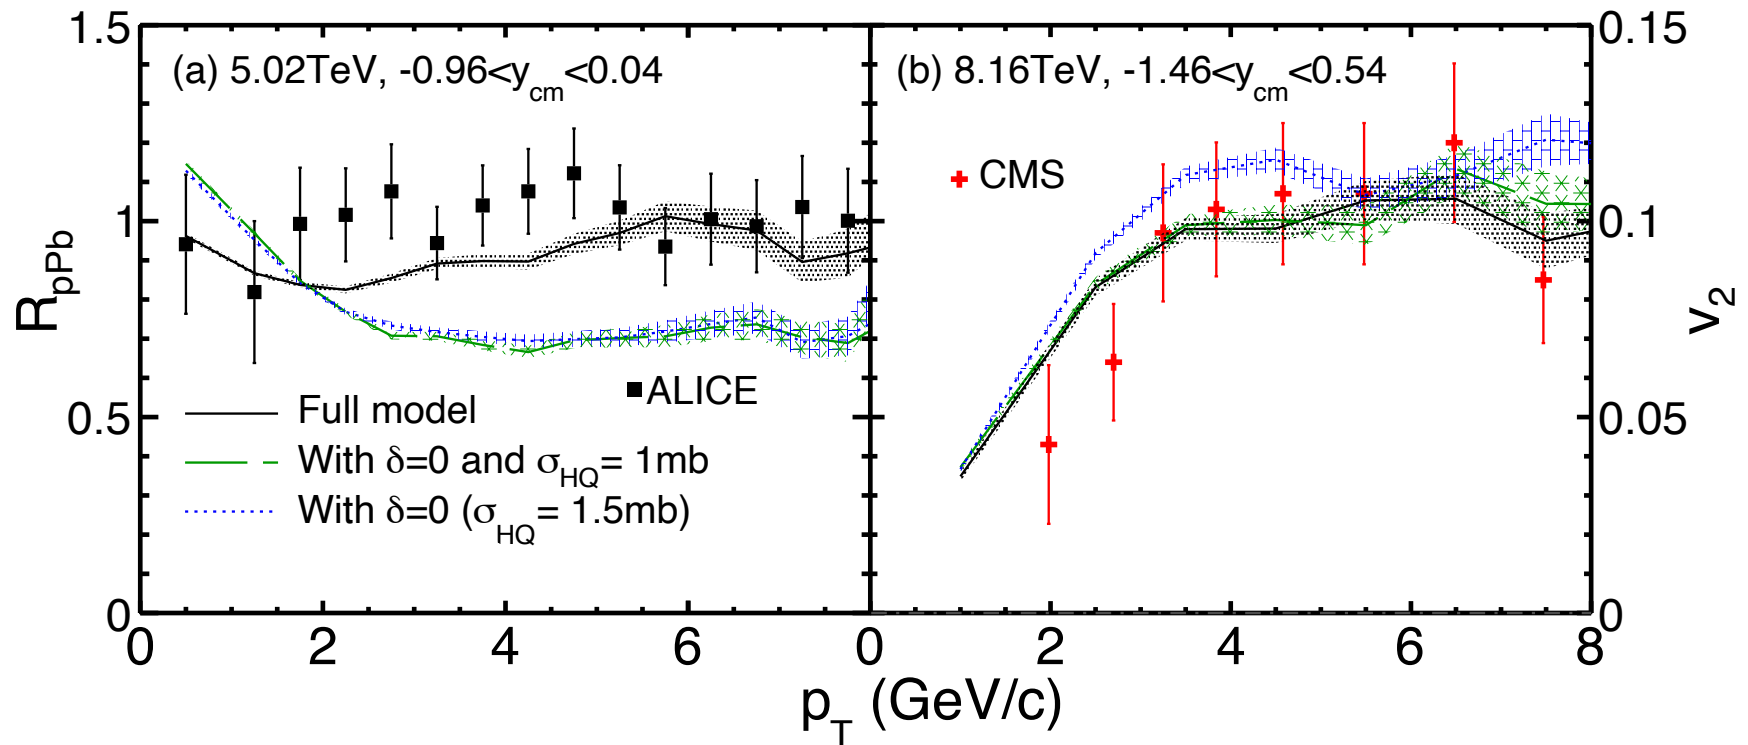 1.5
1
0.5
0
R_pPb
(a) 5.02TeV, -0.96<y_cm<0.04
ALICE
Full model
With δ=0 and σ_HQ= 1mb
With δ=0 (σ_HQ= 1.5mb)
0 2 4 6 0 2 4 6 8
(b) 8.16TeV, -1.46<y_cm<0.54
CMS
0.15
0.1
0.05
0
v_2
p_T (GeV/c)